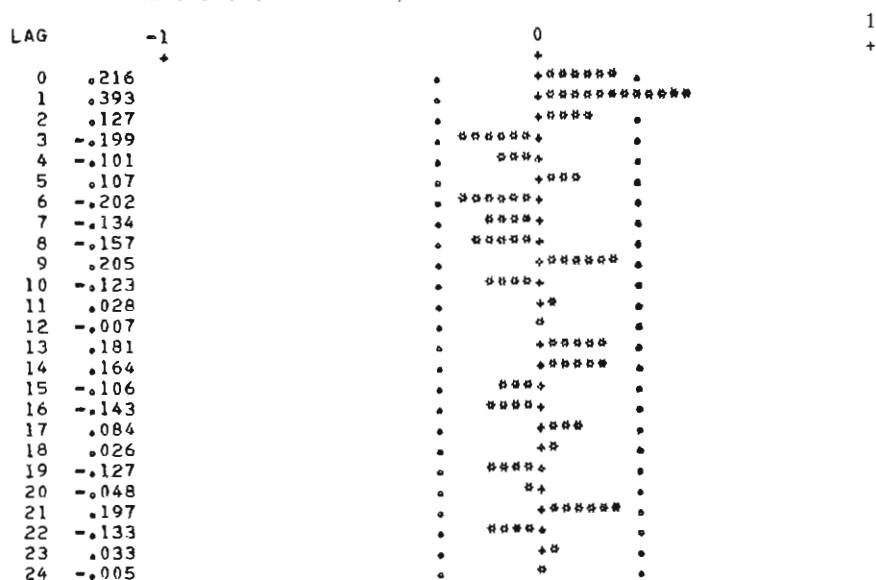 LAG -1 0 1
+ + +
0 .216 . +****** .
1 .393 . +************
2 .127 . +**** .
3 -.199 . ******+ .
4 -.101 . ***+ .
5 .107 . +*** .
6 -.202 . ******+ .
7 -.134 . ****+ .
8 -.157 . *****+ .
9 .205 . +****** .
10 -.123 . ****+ .
11 .028 . +* .
12 -.007 . * .
13 .181 . +***** .
14 .164 . +***** .
15 -.106 . ***+ .
16 -.143 . ****+ .
17 .084 . +*** .
18 .026 . +* .
19 -.127 . ****+ .
20 -.048 . *+ .
21 .197 . +****** .
22 -.133 . ****+ .
23 .033 . +* .
24 -.005 . * .